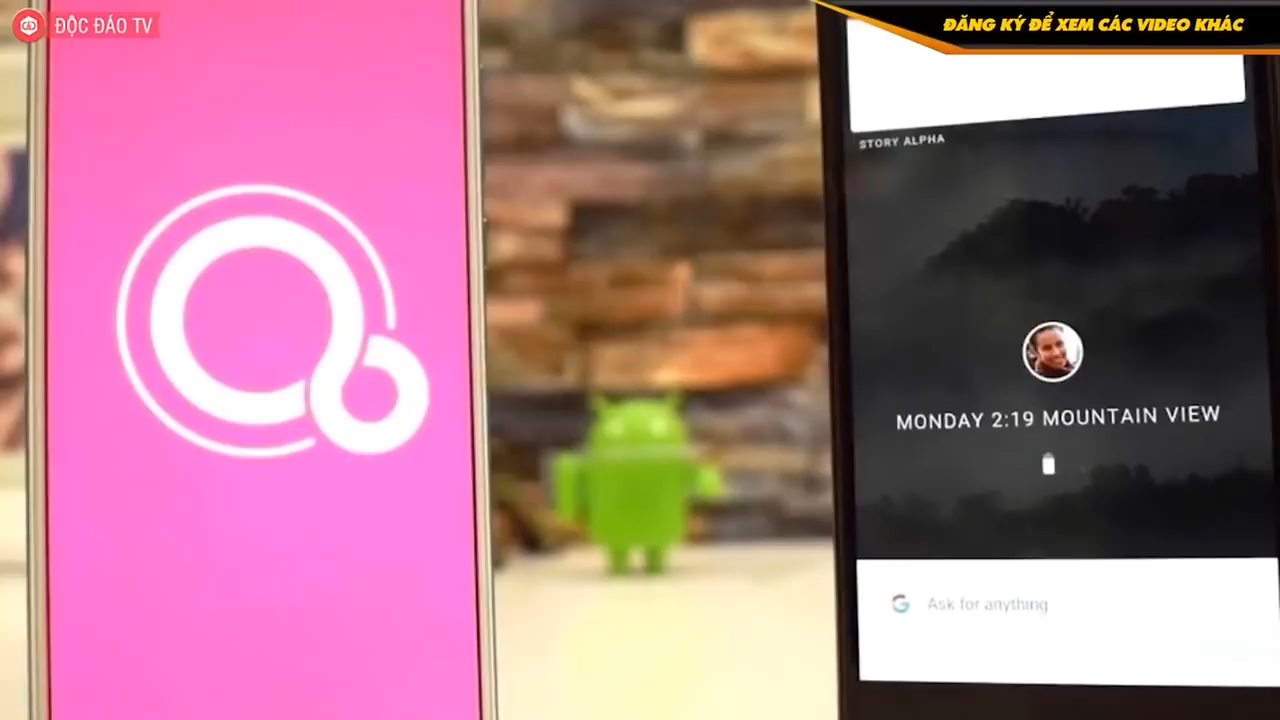 ĐỘC ĐÁO TV
ĐĂNG KÝ ĐỂ XEM CÁC VIDEO KHÁC
STORY ALPHA
MONDAY 2:19 MOUNTAIN VIEW
Ask for anything